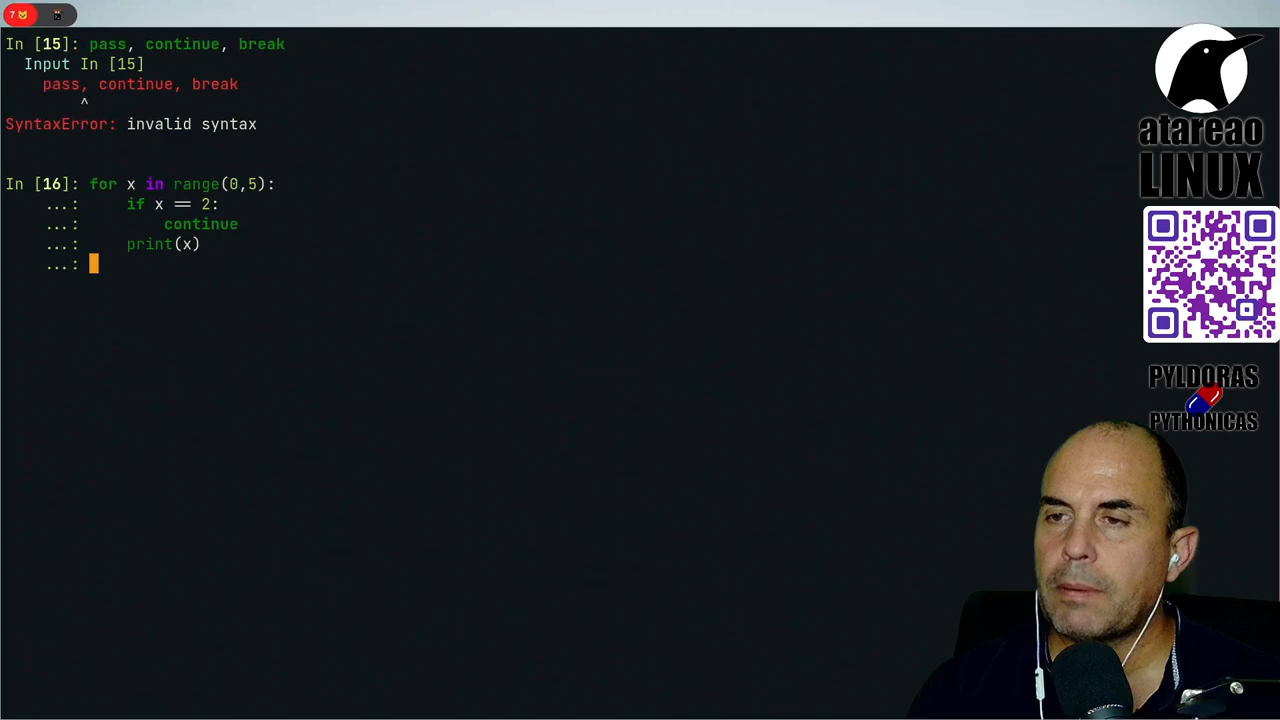 7
In [15]: pass, continue, break
Input In [15]
pass, continue, break
^
SyntaxError: invalid syntax
In [16]: for x in range(0,5):
...: if x == 2:
...: continue
...: print(x)
...:
atareao
LINUX
PYLDORAS
PYTHONICAS